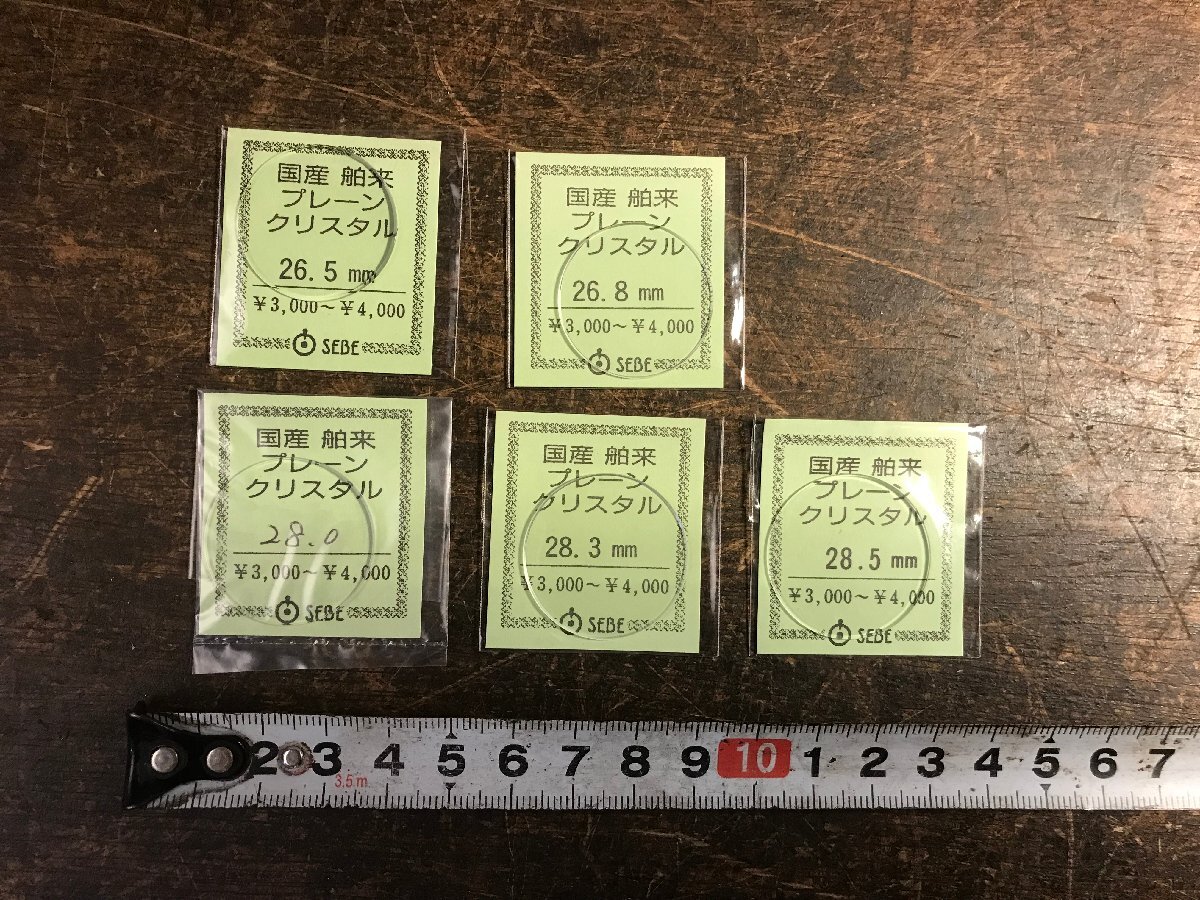 国産 舶来
プレーン
クリスタル
26.5 mm
¥3,000～¥4,000
SEBE
国産 舶来
プレーン
クリスタル
26.8 mm
¥3,000～¥4,000
SEBE
国産 舶来
プレーン
クリスタル
28.0
¥3,000～¥4,000
SEBE
国産 舶来
プレーン
クリスタル
28.3 mm
¥3,000～¥4,000
SEBE
国産 舶来
プレーン
クリスタル
28.5 mm
¥3,000～¥4,000
SEBE
2 3 4 5 6 7 8 9 10 1 2 3 4 5 6 7
3.5m